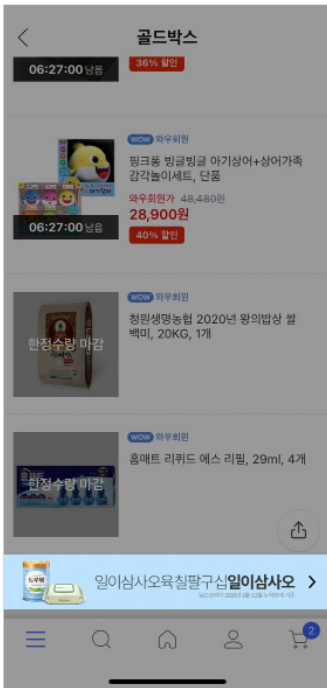 골드박스
06:27:00 남음
36% 할인
WOW 와우회원
핑크퐁 빙글빙글 아기상어+상어가족
감각놀이세트, 단품
와우회원가 48,480원
28,900원
06:27:00 남음
40% 할인
WOW 와우회원
청원생명농협 2020년 왕의밥상 쌀
백미, 20KG, 1개
한정수량 마감
WOW 와우회원
홈매트 리퀴드 에스 리필, 29ml, 4개
한정수량 마감
일이삼사오육칠팔구십일이삼사오
2